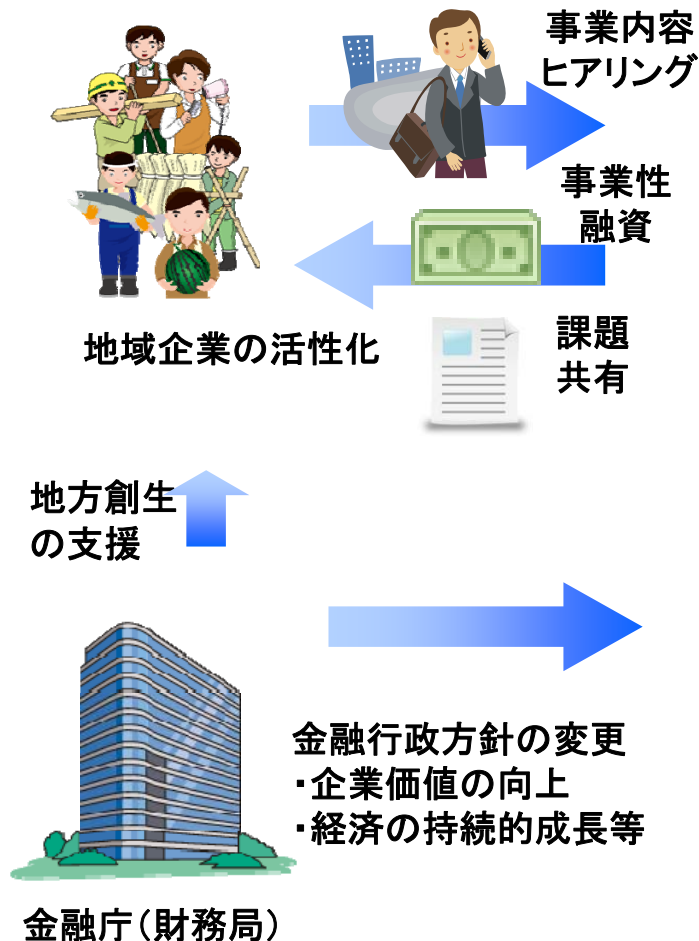 事業内容
ヒアリング
事業性
融資
課題
共有
地域企業の活性化
地方創生
の支援
金融行政方針の変更
・企業価値の向上
・経済の持続的成長等
金融庁（財務局）